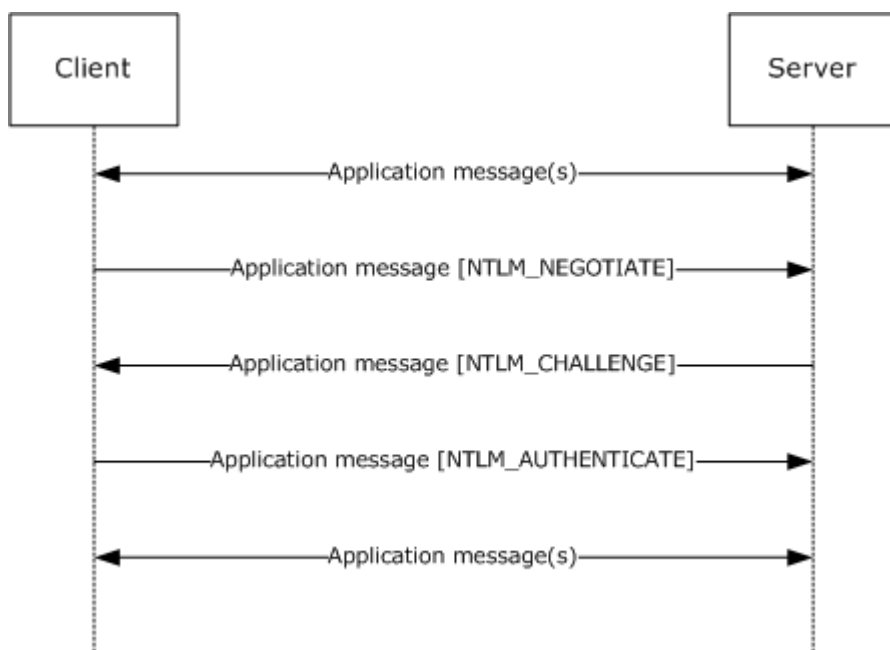 Client
Server
Application message(s)
Application message [NTLM_NEGOTIATE]
Application message [NTLM_CHALLENGE]
Application message [NTLM_AUTHENTICATE]
Application message(s)